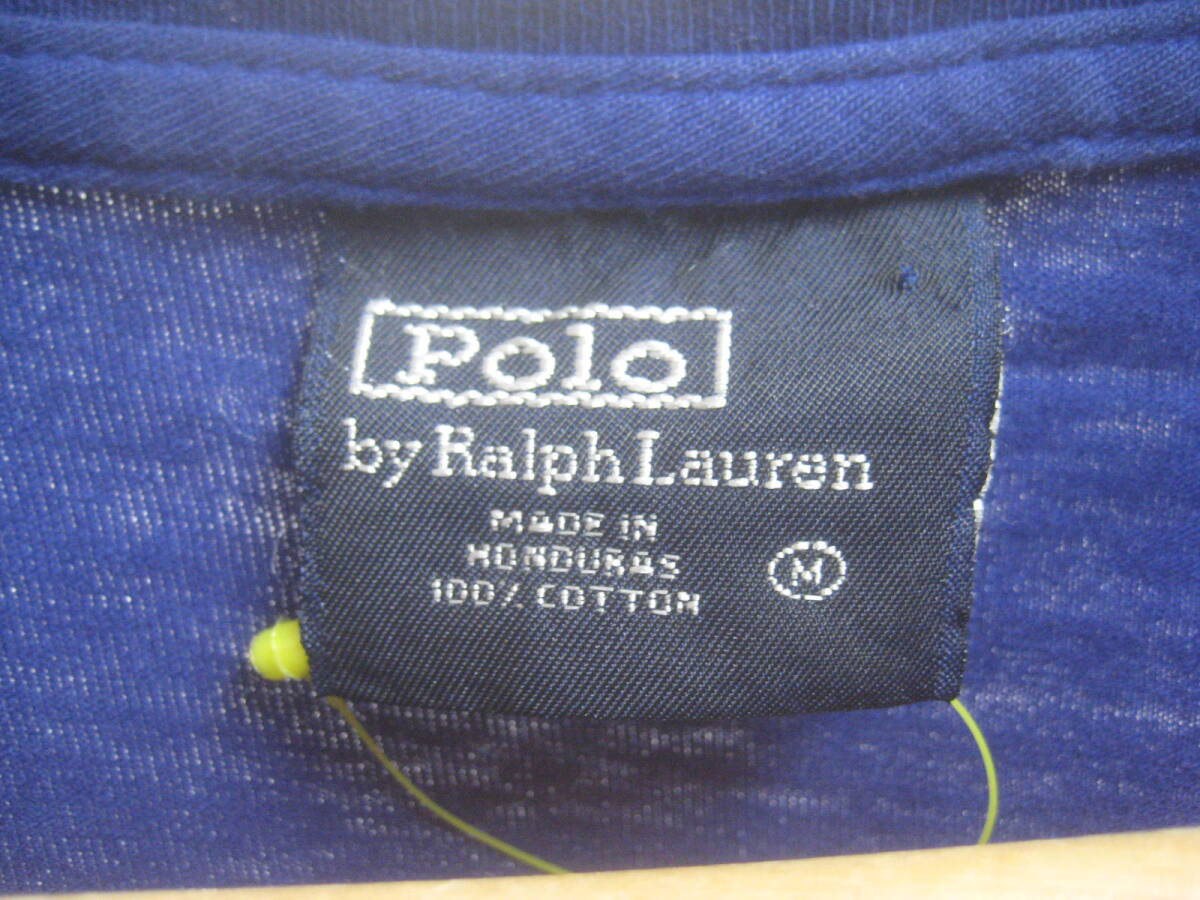 Polo
by Ralph Lauren
MADE IN
HONDURAS
100% COTTON
M